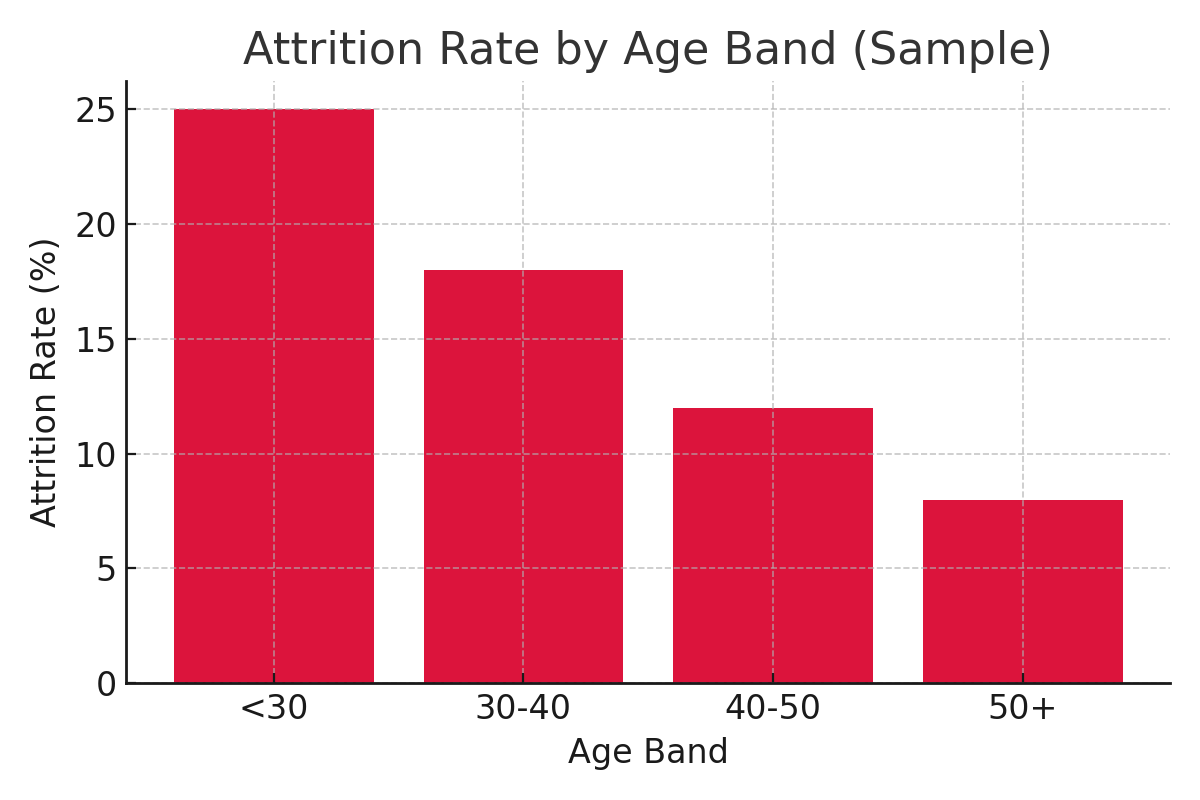 Attrition Rate by Age Band (Sample)
Attrition Rate (%)
25
20
15
10
5
0
<30 30-40 40-50 50+
Age Band